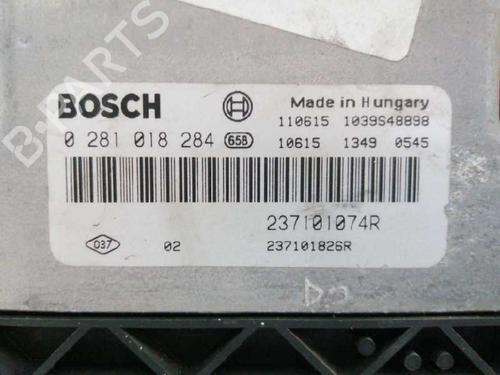 BOSCH
Made in Hungary
110615 1039S48898
0 281 018 284 658
10615 1349 0545
237101074R
D37 02 237101826R
B-PARTS